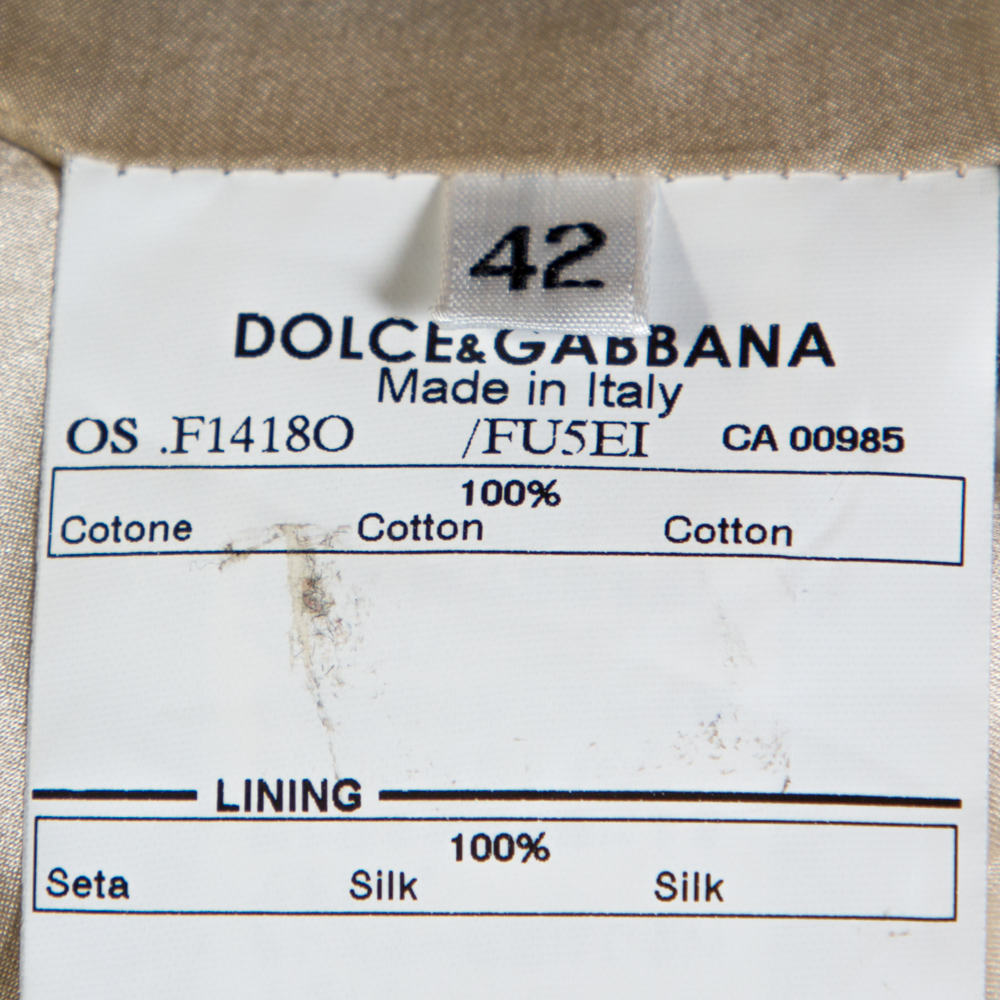 42
DOLCE&GABBANA
Made in Italy
OS .F1418O /FU5EI CA 00985
100%
Cotone Cotton Cotton
LINING
100%
Seta Silk Silk